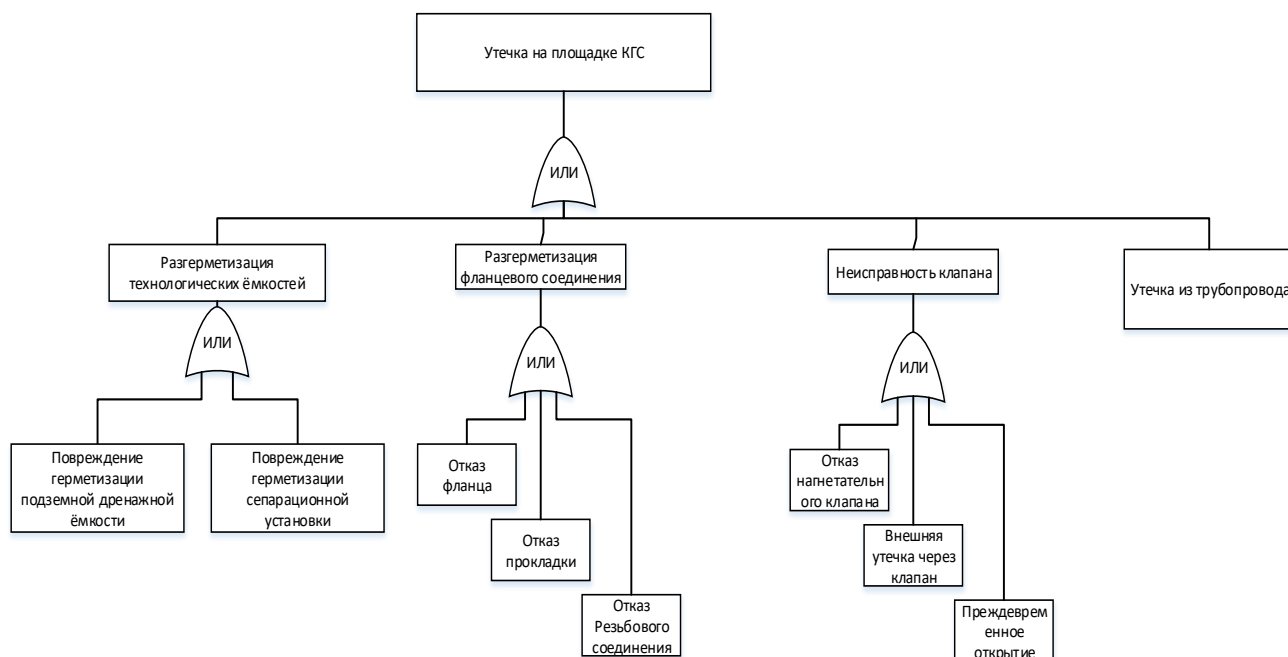 Утечка на площадке КГС
ИЛИ
Разгерметизация
технологических ёмкостей
Разгерметизация
фланцевого соединения
Неисправность клапана
Утечка из трубопровода
ИЛИ
ИЛИ
ИЛИ
Повреждение
герметизации
подземной дренажной
ёмкости
Повреждение
герметизации
сепарационной
установки
Отказ
фланца
Отказ
прокладки
Отказ
Резьбового
соединения
Отказ
нагнетательн
ого клапана
Внешняя
утечка через
клапан
Преждеврем
енное
открытие